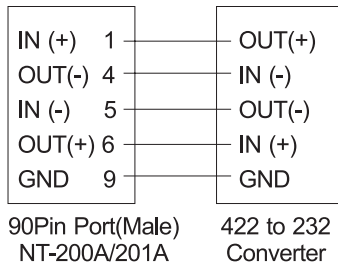 IN (+) 1 OUT(+)
OUT(-) 4 IN (-)
IN (-) 5 OUT(-)
OUT(+) 6 IN (+)
GND 9 GND
90Pin Port(Male) 422 to 232
NT-200A/201A Converter